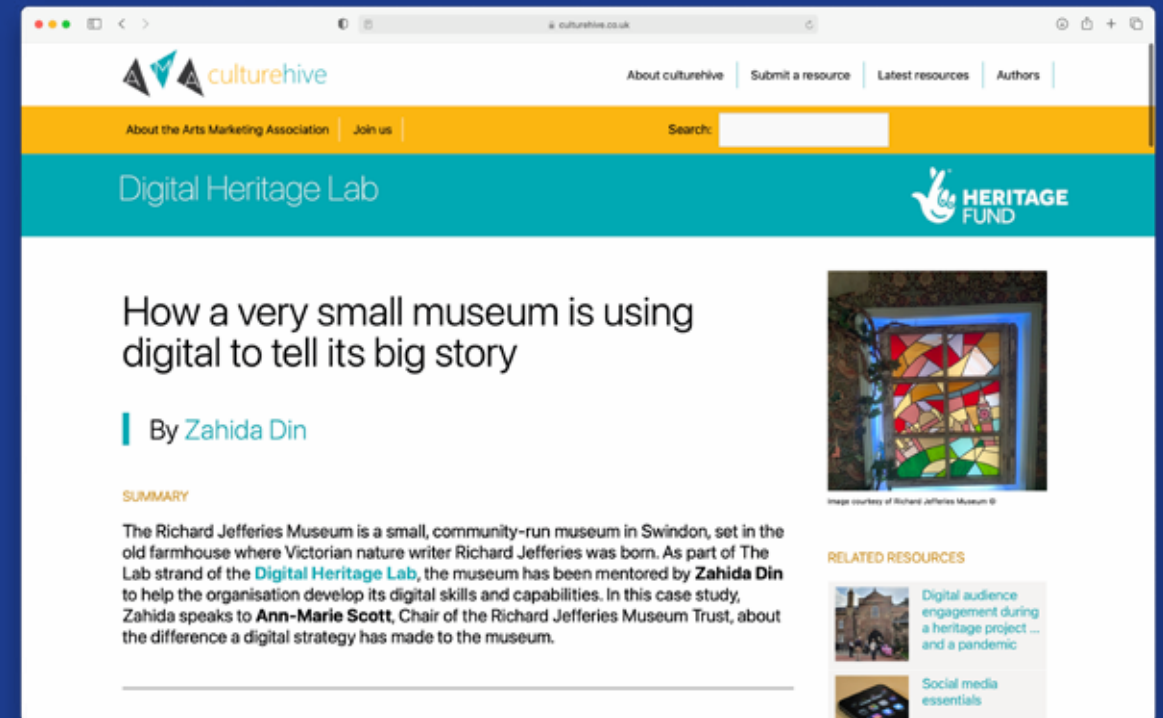 culturehive.co.uk
AMA culturehive
About culturehive
Submit a resource
Latest resources
Authors
About the Arts Marketing Association
Join us
Search:
Digital Heritage Lab
HERITAGE
FUND
How a very small museum is using
digital to tell its big story
By Zahida Din
SUMMARY
The Richard Jefferies Museum is a small, community-run museum in Swindon, set in the
old farmhouse where Victorian nature writer Richard Jefferies was born. As part of The
Lab strand of the Digital Heritage Lab, the museum has been mentored by Zahida Din
to help the organisation develop its digital skills and capabilities. In this case study,
Zahida speaks to Ann-Marie Scott, Chair of the Richard Jefferies Museum Trust, about
the difference a digital strategy has made to the museum.
Image courtesy of Richard Jefferies Museum ©
RELATED RESOURCES
Digital audience
engagement during
a heritage project ...
and a pandemic
Social media
essentials